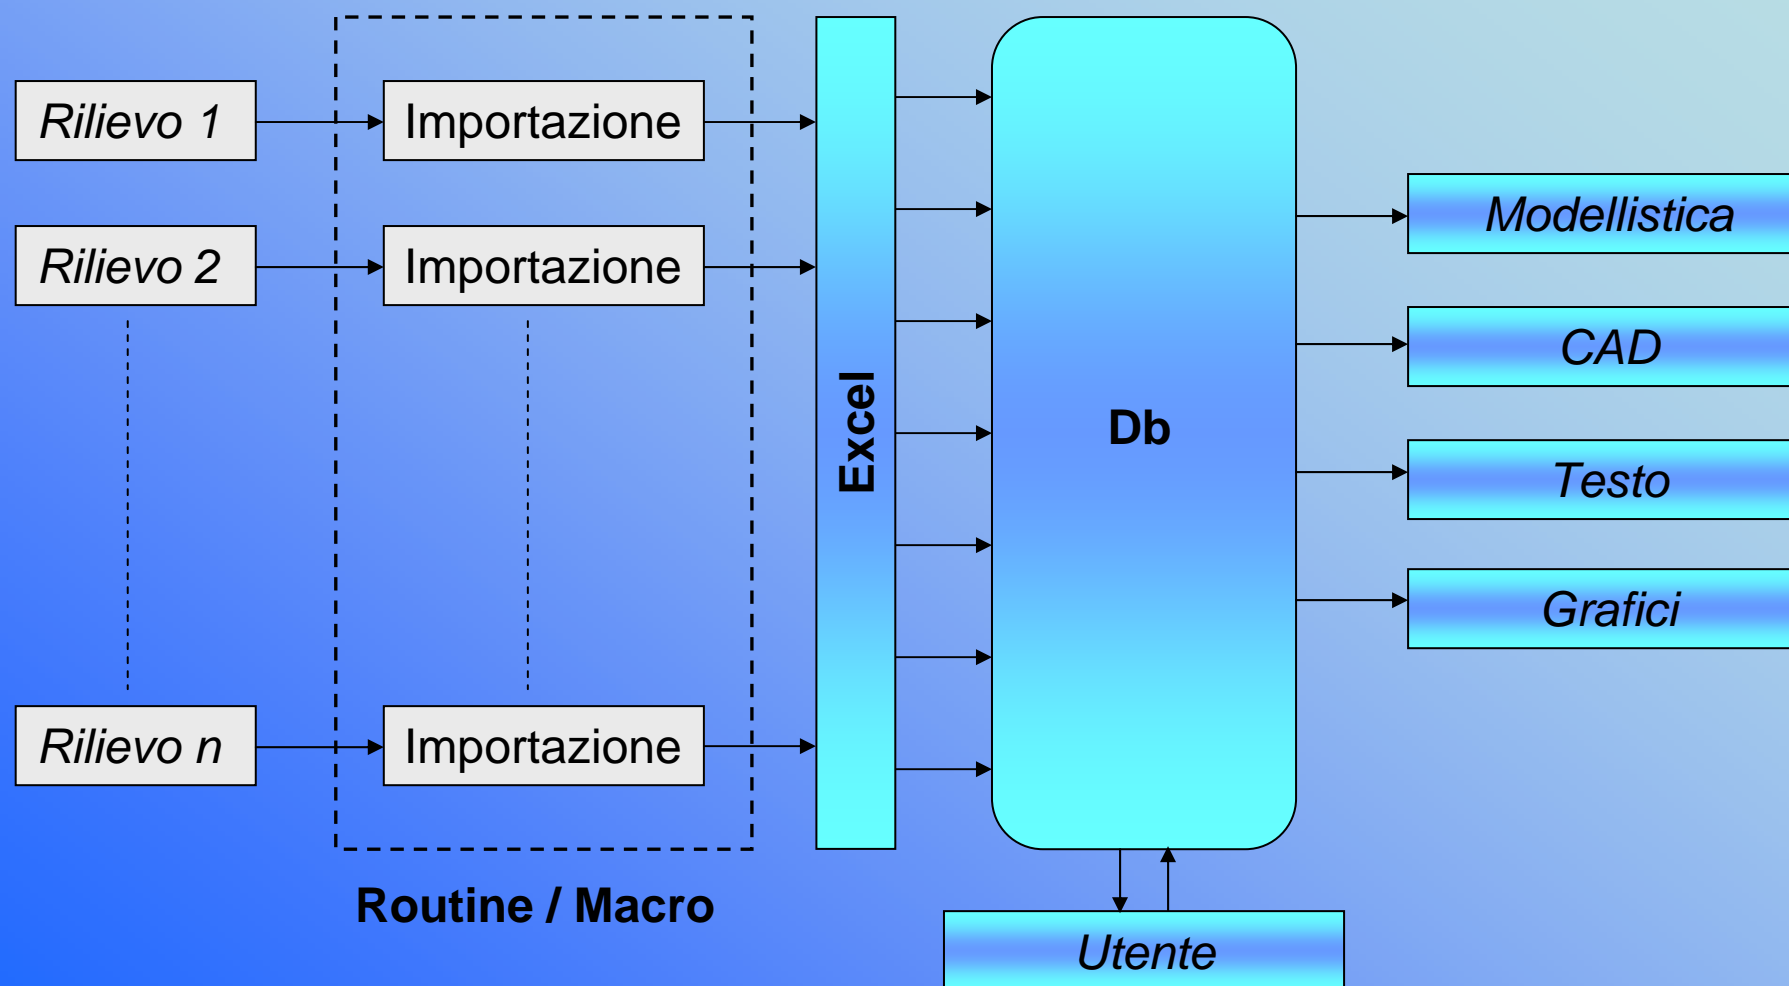 Rilievo 1
Importazione
Rilievo 2
Importazione
Rilievo n
Importazione
Routine / Macro
Excel
Db
Modellistica
CAD
Testo
Grafici
Utente